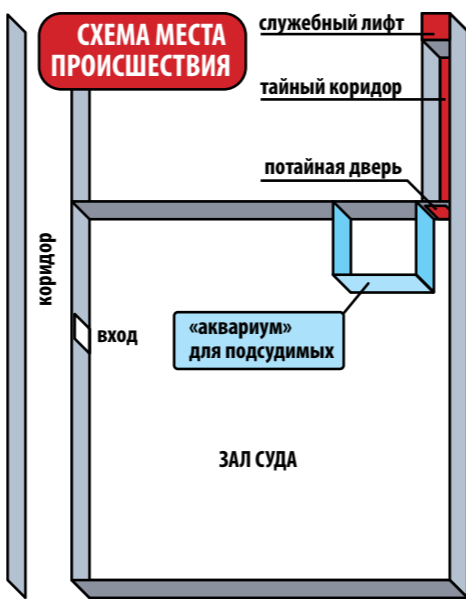 СХЕМА МЕСТА
ПРОИСШЕСТВИЯ
служебный лифт
тайный коридор
потайная дверь
коридор
вход
«аквариум»
для подсудимых
ЗАЛ СУДА